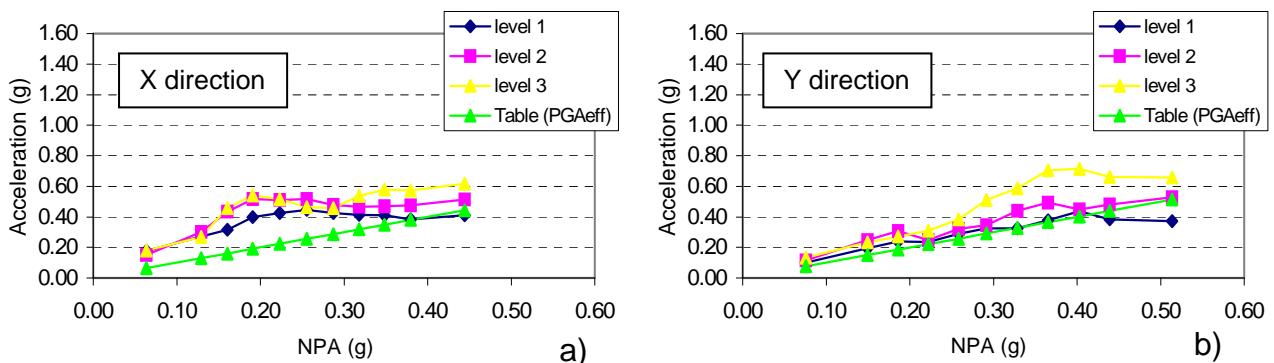 1.60
1.40
1.20
1.00
0.80
0.60
0.40
0.20
0.00
Acceleration (g)
X direction
level 1
level 2
level 3
Table (PGAeff)
0.00 0.10 0.20 0.30 0.40 0.50 0.60
NPA (g)
a)
1.60
1.40
1.20
1.00
0.80
0.60
0.40
0.20
0.00
Acceleration (g)
Y direction
level 1
level 2
level 3
Table (PGAeff)
0.00 0.10 0.20 0.30 0.40 0.50 0.60
NPA (g)
b)